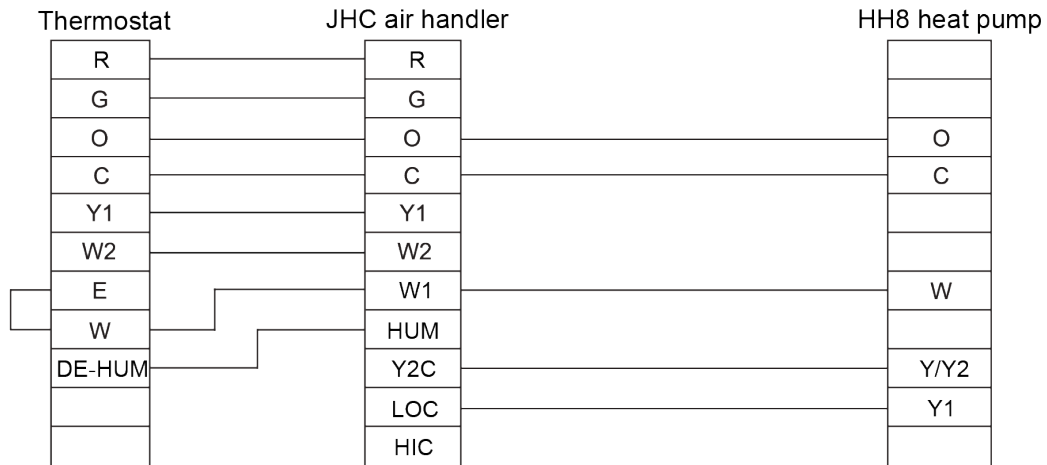 Thermostat JHC air handler HH8 heat pump
R R
G G
O O O
C C C
Y1 Y1
W2 W2
E W1 W
W HUM
DE-HUM Y2C Y/Y2
LOC Y1
HIC